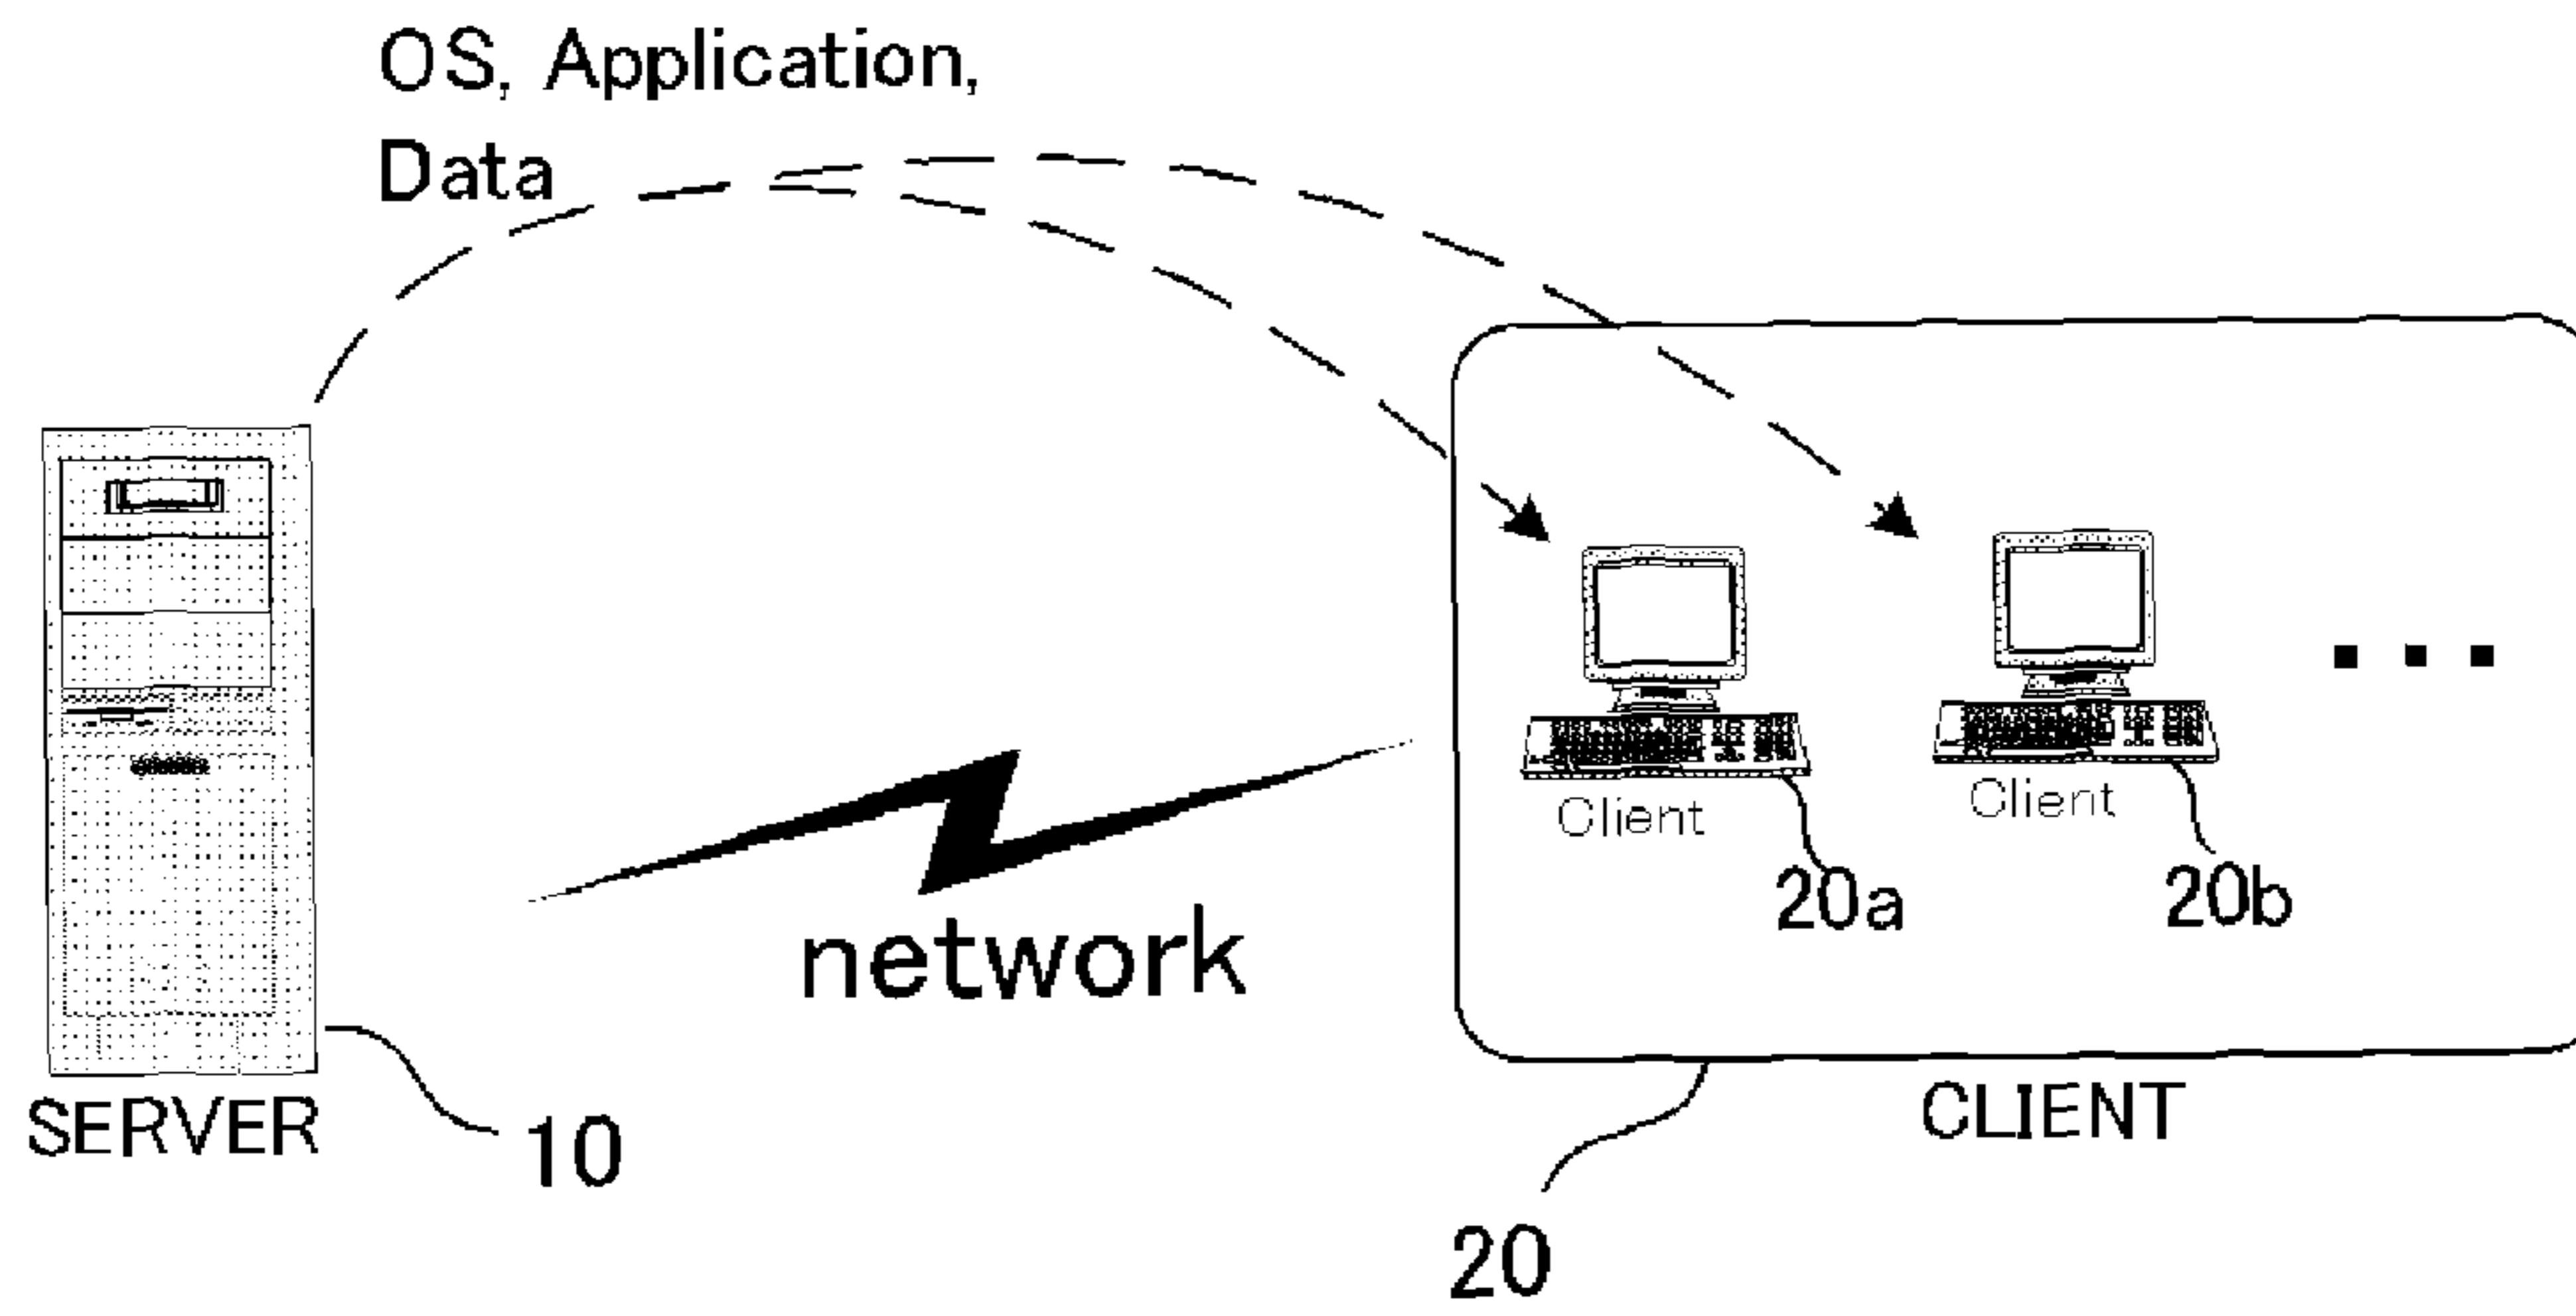 OS, Application,
Data
Client
Client
20a
20b
network
SERVER
10
CLIENT
20